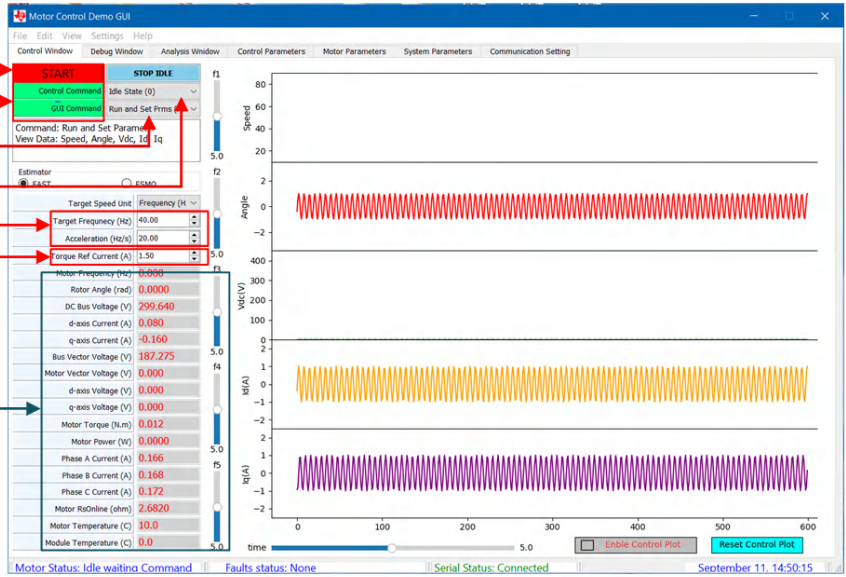 Motor Control Demo GUI
File Edit View Settings Help
Control Window Debug Window Analysis Wnidow Control Parameters Motor Parameters System Parameters Communication Setting
START STOP IDLE
Control Command Idle State (0)
GUI Command Run and Set Prms
Command: Run and Set Parame
View Data: Speed, Angle, Vdc, Id, Iq
Estimator
FAST ESMO
Target Speed Unit Frequency (H
Target Frequnecy (Hz) 40.00
Acceleration (Hz/s) 20.00
Torque Ref Current (A) 1.50
Motor Frequency (Hz) 0.000
Rotor Angle (rad) 0.0000
DC Bus Voltage (V) 299.640
d-axis Current (A) 0.080
q-axis Current (A) -0.160
Bus Vector Voltage (V) 187.275
Motor Vector Voltage (V) 0.000
d-axis Voltage (V) 0.000
q-axis Voltage (V) 0.000
Motor Torque (N.m) 0.012
Motor Power (W) 0.0000
Phase A Current (A) 0.166
Phase B Current (A) 0.168
Phase C Current (A) 0.172
Motor RsOnline (ohm) 2.6820
Motor Temperature (C) 10.0
Module Temperature (C) 0.0
f1
5.0
f2
5.0
f3
5.0
f4
5.0
f5
5.0
Speed
80
60
40
20
Angle
2
0
−2
Vdc(V)
400
300
200
100
0
Id(A)
2
1
0
−1
−2
Iq(A)
2
1
0
−1
−2
0 100 200 300 400 500 600
time 5.0 Enble Control Plot Reset Control Plot
Motor Status: Idle waiting Command Faults status: None Serial Status: Connected September 11, 14:50:15